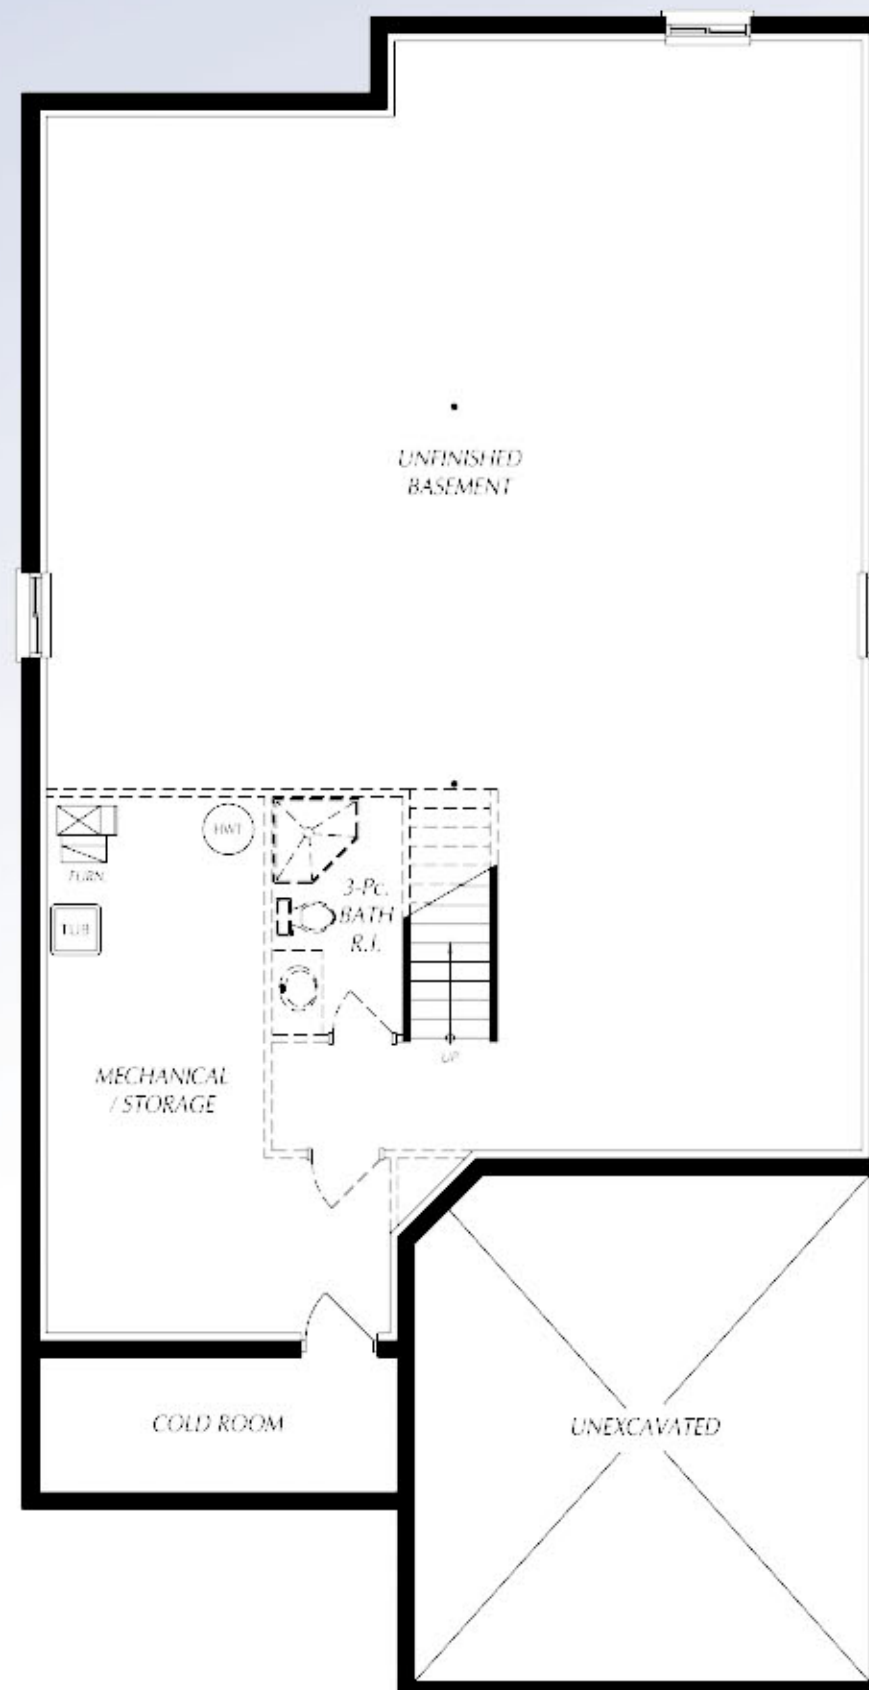 UNFINISHED
BASEMENT
HWT
FURN.
TUB
3-Pc.
BATH
R.I.
UP
MECHANICAL
/ STORAGE
COLD ROOM
UNEXCAVATED